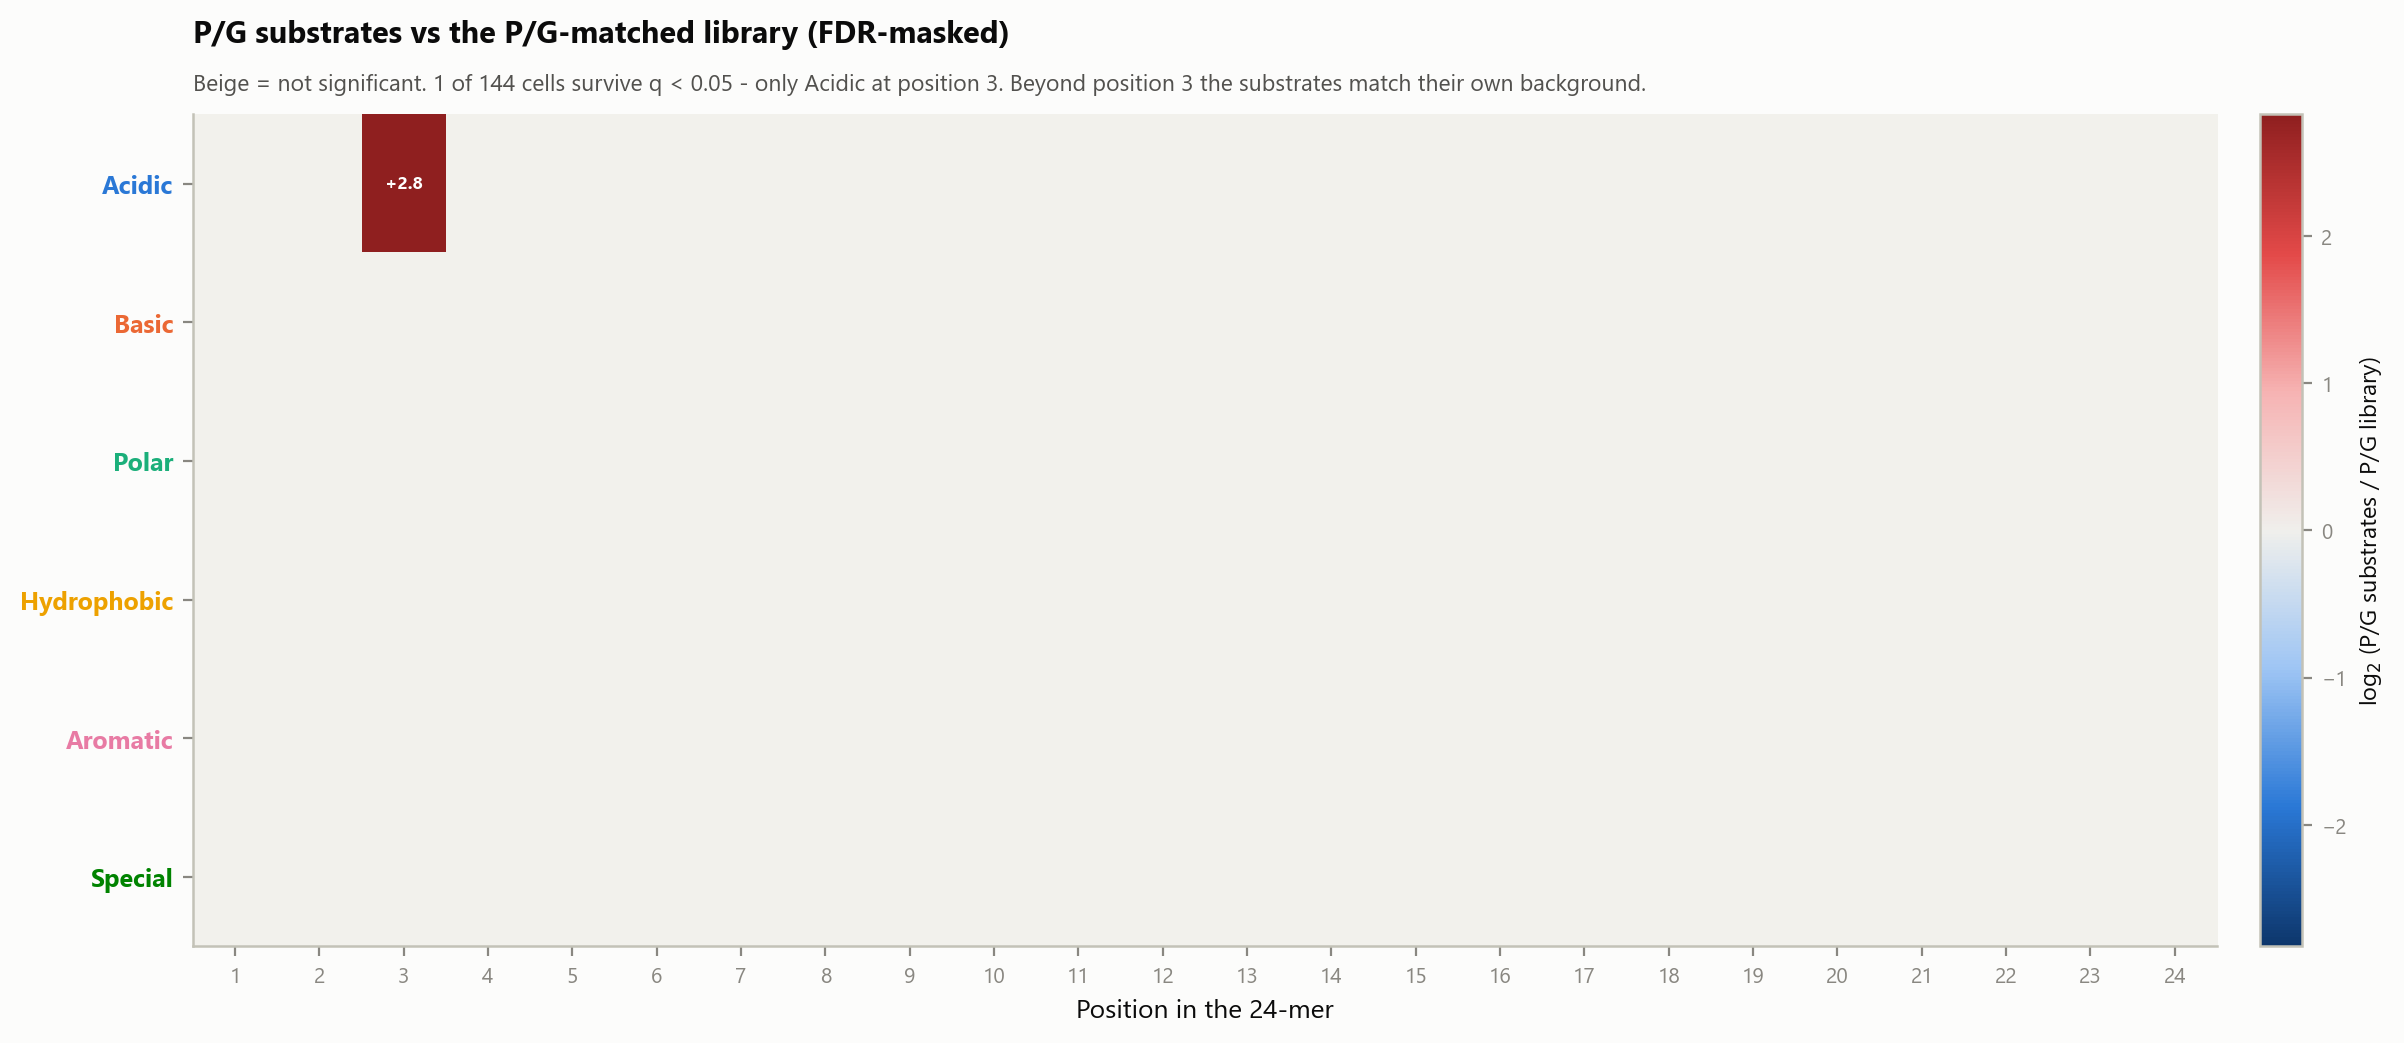 P/G substrates vs the P/G-matched library (FDR-masked)
Beige = not significant. 1 of 144 cells survive q < 0.05 - only Acidic at position 3. Beyond position 3 the substrates match their own background.
Acidic
+2.8
Basic
Polar
Hydrophobic
Aromatic
Special
1 2 3 4 5 6 7 8 9 10 11 12 13 14 15 16 17 18 19 20 21 22 23 24
Position in the 24-mer
2
1
0
−1
−2
log₂ (P/G substrates / P/G library)